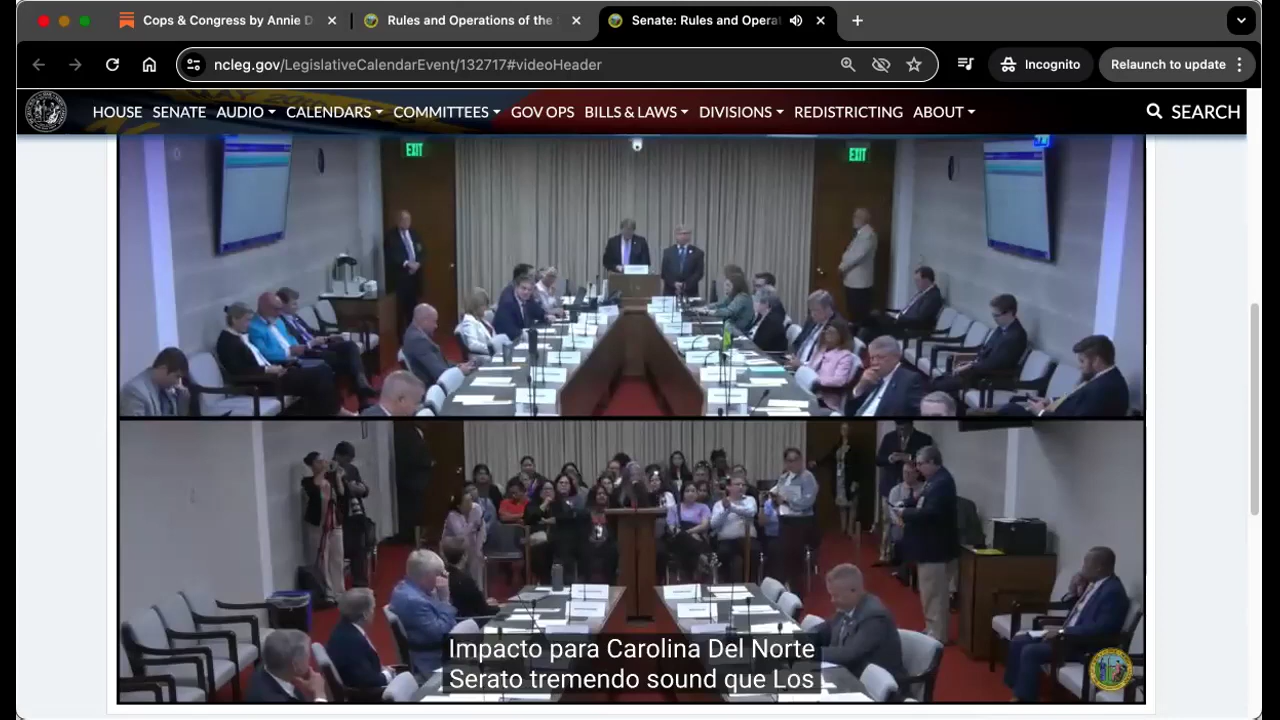 Cops & Congress by Annie D
Rules and Operations of the
Senate: Rules and Opera
ncleg.gov/LegislativeCalendarEvent/132717#videoHeader
Incognito
Relaunch to update
HOUSE
SENATE
AUDIO
CALENDARS
COMMITTEES
GOV OPS
BILLS & LAWS
DIVISIONS
REDISTRICTING
ABOUT
SEARCH
EXIT
EXIT
Impacto para Carolina Del Norte
Serato tremendo sound que Los